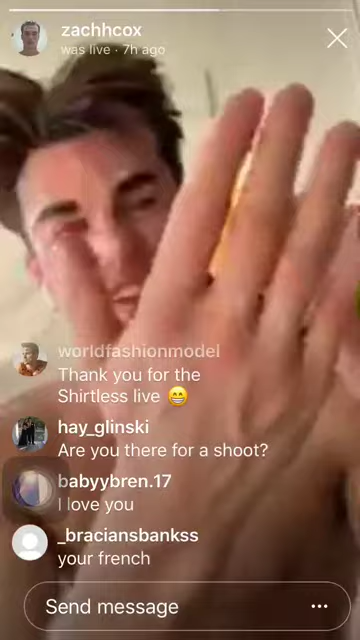 zachhcox
was live · 7h ago
worldfashionmodel
Thank you for the
Shirtless live 😁
hay_glinski
Are you there for a shoot?
babyybren.17
I love you
_braciansbankss
your french
Send message